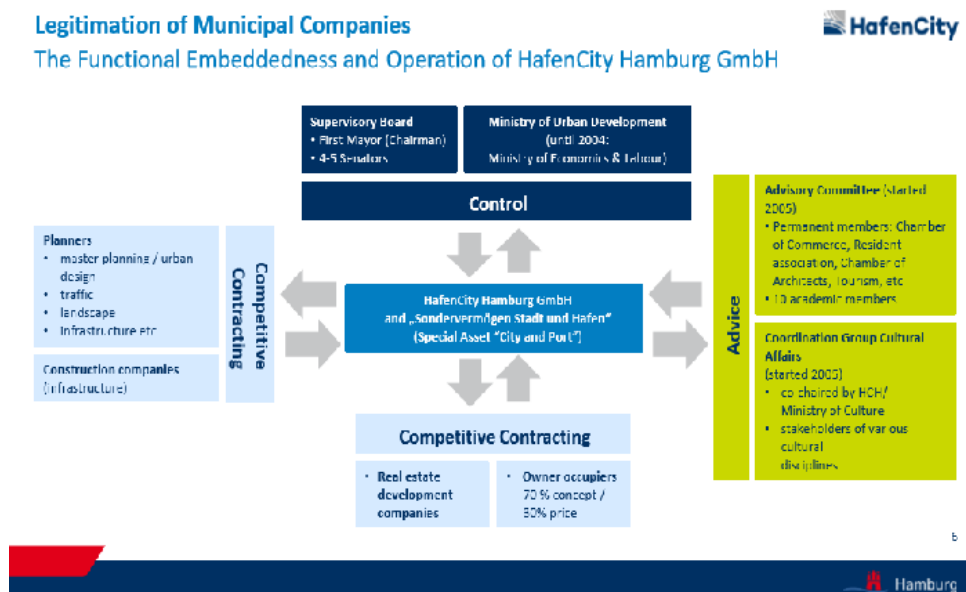 Legitimation of Municipal Companies
HafenCity
The Functional Embeddedness and Operation of HafenCity Hamburg GmbH
Supervisory Board
• First Mayor (Chairman)
• 4-5 Senators
Ministry of Urban Development
(until 2004:
Ministry of Economics & Labour)
Control
Planners
• master planning / urban
design
• traffic
• landscape
• infrastructure etc
Construction companies
(infrastructure)
Competitive
Contracting
HafenCity Hamburg GmbH
and „Sondervermögen Stadt und Hafen“
(Special Asset “City and Port”)
Advice
Advisory Committee (started
2005)
• Permanent members: Chamber
of Commerce, Resident
association, Chamber of
Architects, Tourism, etc
• 10 academic members
Coordination Group Cultural
Affairs
(started 2005)
• co chaired by HCH/
Ministry of Culture
• stakeholders of various
cultural
disciplines
Competitive Contracting
• Real estate
development
companies
• Owner occupiers
70 % concept /
30% price
Hamburg